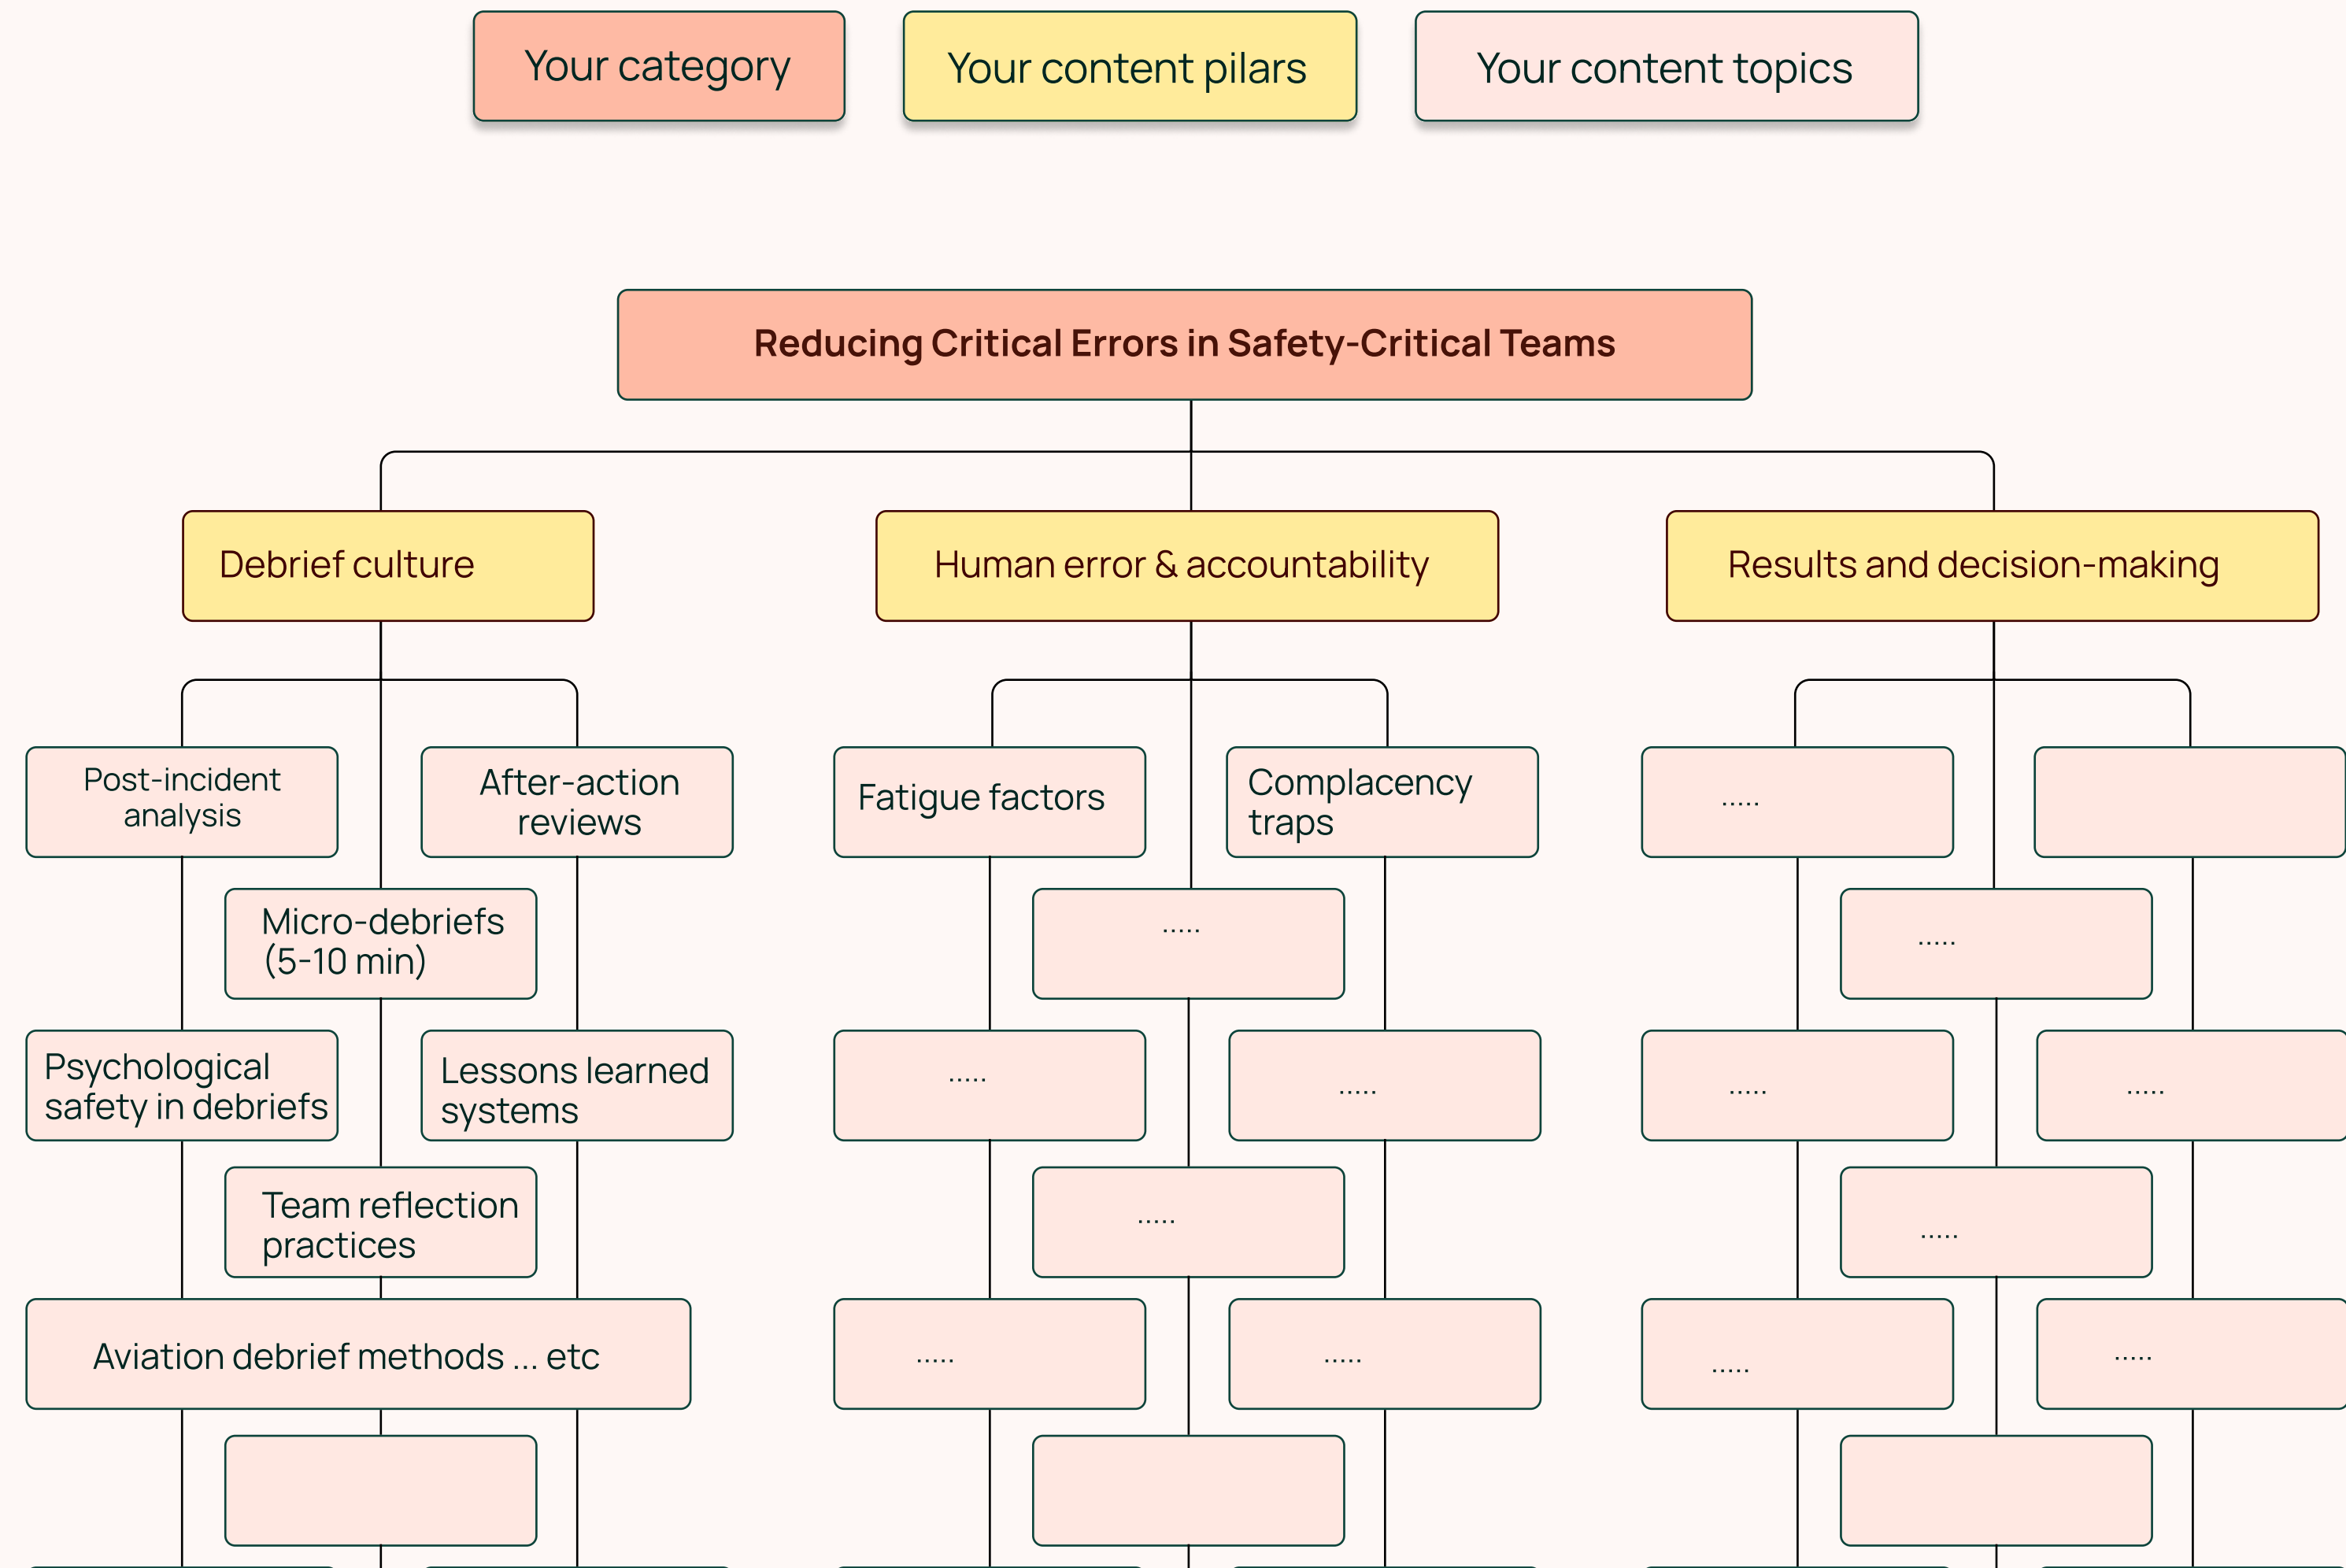 Your category
Your content pilars
Your content topics
Reducing Critical Errors in Safety-Critical Teams
Debrief culture
Human error & accountability
Results and decision-making
Post-incident
analysis
After-action
reviews
Fatigue factors
Complacency
traps
.....
Micro-debriefs
(5-10 min)
.....
.....
Psychological
safety in debriefs
Lessons learned
systems
.....
.....
.....
.....
Team reflection
practices
.....
.....
Aviation debrief methods ... etc
.....
.....
.....
.....